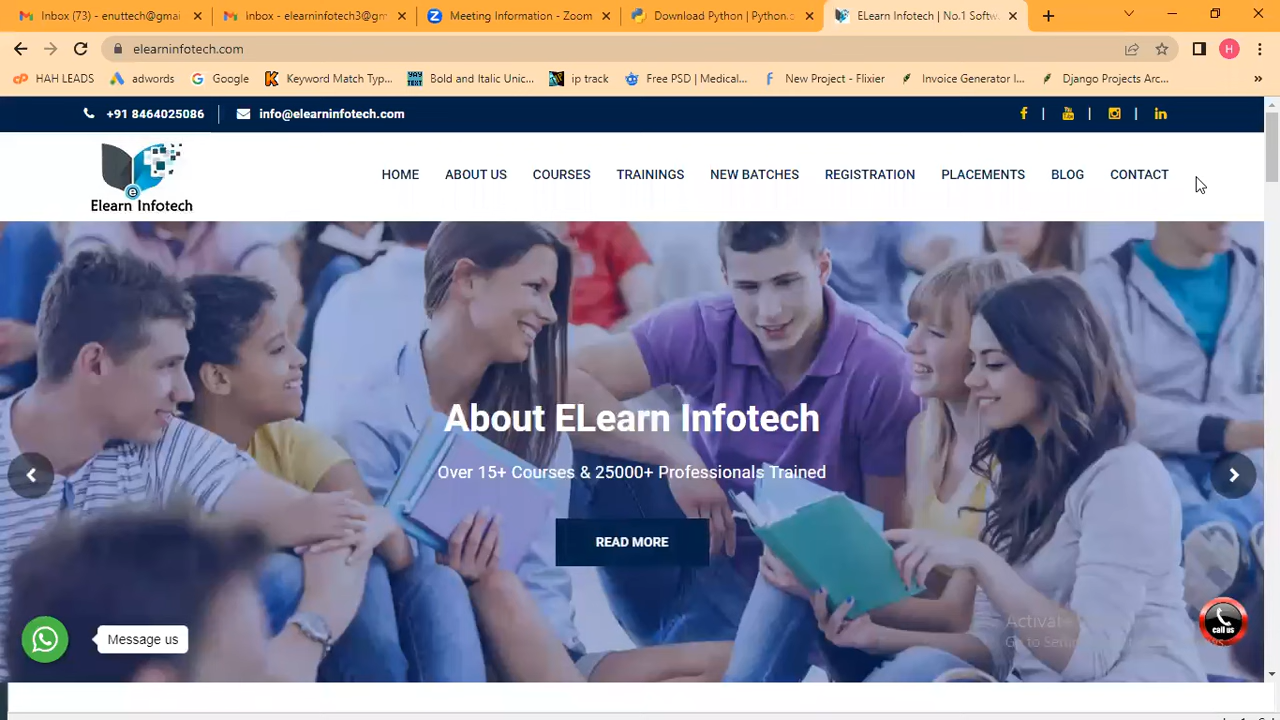 Inbox (73) - enuttech@gmai
Inbox - elearninfotech3@gm
Meeting Information - Zoom
Download Python | Python.o
ELearn Infotech | No.1 Softw
elearninfotech.com
H
HAH LEADS
adwords
Google
Keyword Match Typ...
Bold and Italic Unic...
ip track
Free PSD | Medical...
New Project - Flixier
Invoice Generator I...
Django Projects Arc...
+91 8464025086
info@elearninfotech.com
Elearn Infotech
HOME
ABOUT US
COURSES
TRAININGS
NEW BATCHES
REGISTRATION
PLACEMENTS
BLOG
CONTACT
About ELearn Infotech
Over 15+ Courses & 25000+ Professionals Trained
READ MORE
Message us
call us